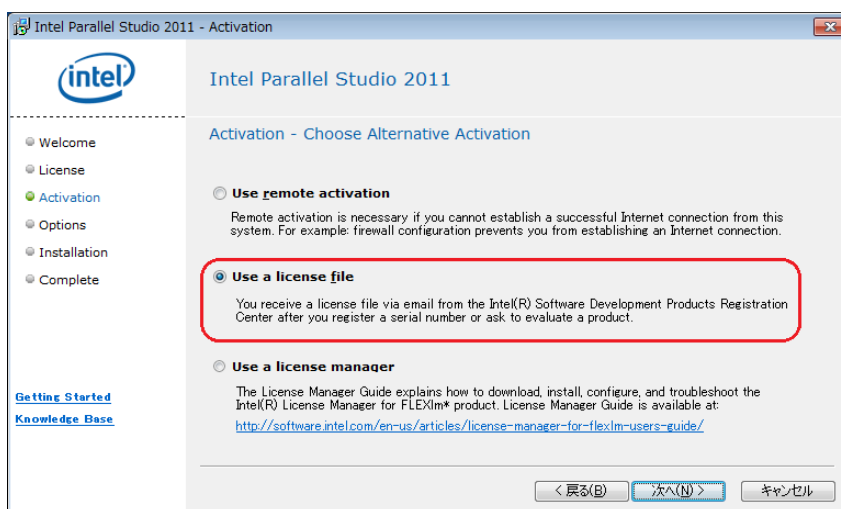 Intel Parallel Studio 2011 - Activation
intel
Intel Parallel Studio 2011
Welcome
License
Activation
Options
Installation
Complete
Getting Started
Knowledge Base
Activation - Choose Alternative Activation
Use remote activation
Remote activation is necessary if you cannot establish a successful Internet connection from this
system. For example: firewall configuration prevents you from establishing an Internet connection.
Use a license file
You receive a license file via email from the Intel(R) Software Development Products Registration
Center after you register a serial number or ask to evaluate a product.
Use a license manager
The License Manager Guide explains how to download, install, configure, and troubleshoot the
Intel(R) License Manager for FLEXlm* product. License Manager Guide is available at:
http://software.intel.com/en-us/articles/license-manager-for-flexlm-users-guide/
< 戻る(B)
次へ(N) >
キャンセル